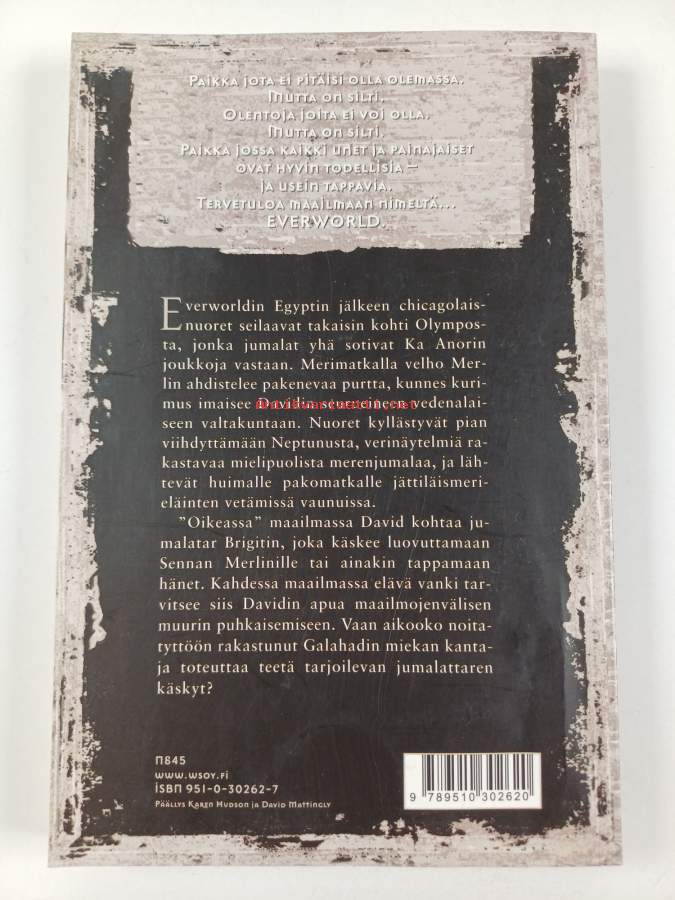 PAIKKA JOTA EI PITÄISI OLLA OLEMASSA.
MUTTA ON SILTI.
OLENTOJA JOITA EI VOI OLLA.
MUTTA ON SILTI.
PAIKKA JOSSA KAIKKI UNET JA PAINAJAISET
OVAT HYVIN TODELLISIA –
JA USEIN TAPPAVIA.
TERVETULOA MAAILMAAN NIMELTÄ...
EVERWORLD.
Everworldin Egyptin jälkeen chicagolais-
nuoret seilaavat takaisin kohti Olympos-
ta, jonka jumalat yhä sotivat Ka Anorin
joukkoja vastaan. Merimatkalla velho Mer-
lin ahdistelee pakenevaa purtta, kunnes kuri-
mus imaisee Davidin seureineen vedenalai-
seen valtakuntaan. Nuoret kyllästyvät pian
viihdyttämään Neptunusta, verinäytelmiä ra-
kastavaa mielipuolista merenjumalaa, ja läh-
tevät huimalle pakomatkalle jättiläismeri-
eläinten vetämissä vaunuissa.
"Oikeassa" maailmassa David kohtaa ju-
malatar Brigitin, joka käskee luovuttamaan
Sennan Merlinille tai ainakin tappamaan
hänet. Kahdessa maailmassa elävä vanki tar-
vitsee siis Davidin apua maailmojenvälisen
muurin puhkaisemiseen. Vaan aikooko noita-
tyttöön rakastunut Galahadin miekan kanta-
ja toteuttaa teetä tarjoilevan jumalattaren
käskyt?
N845
WWW.WSOY.FI
ISBN 951-0-30262-7
PÄÄLLYS KAREN HUDSON JA DAVID MATTINGLY
9 789510 302620